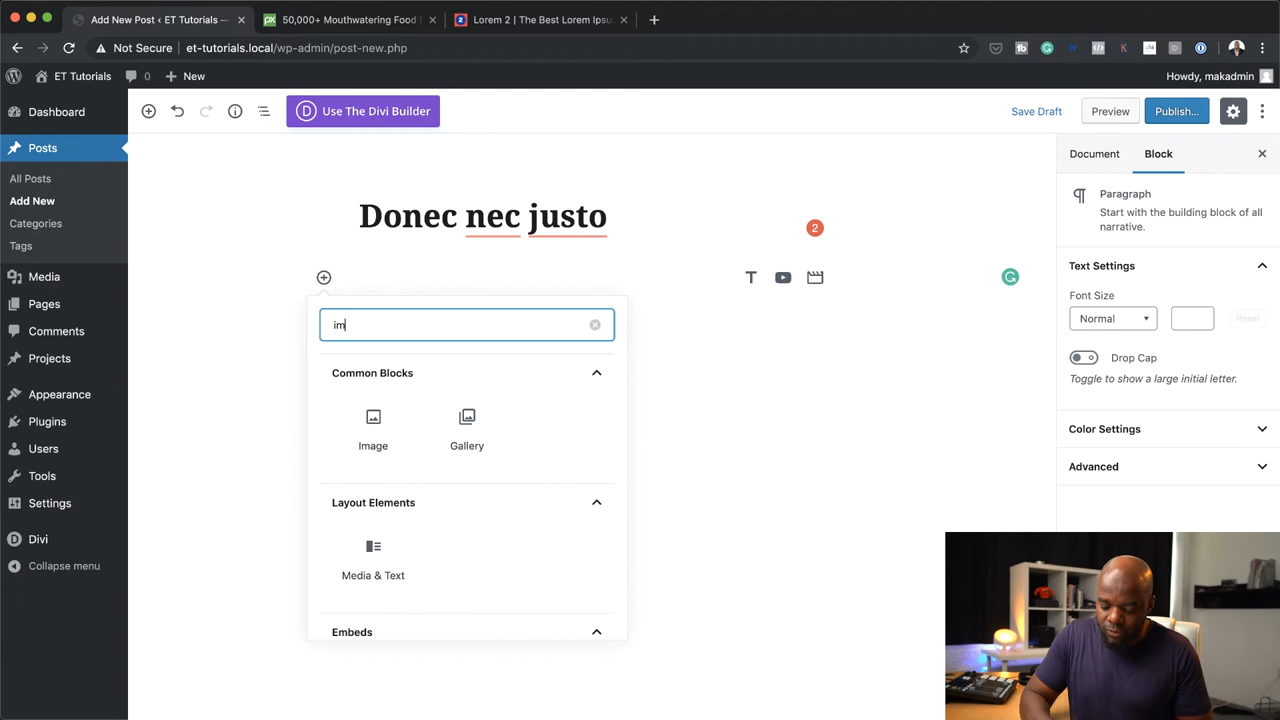 Add New Post ‹ ET Tutorials
50,000+ Mouthwatering Food
Lorem 2 | The Best Lorem Ipsu
Not Secure
et-tutorials.local/wp-admin/post-new.php
ET Tutorials
0
New
Howdy, makadmin
Dashboard
Posts
All Posts
Add New
Categories
Tags
Media
Pages
Comments
Projects
Appearance
Plugins
Users
Tools
Settings
Divi
Collapse menu
D Use The Divi Builder
Save Draft
Preview
Publish...
Donec nec justo
2
im
Common Blocks
Image
Gallery
Layout Elements
Media & Text
Embeds
Document
Block
Paragraph
Start with the building block of all
narrative.
Text Settings
Font Size
Normal
Reset
Drop Cap
Toggle to show a large initial letter.
Color Settings
Advanced